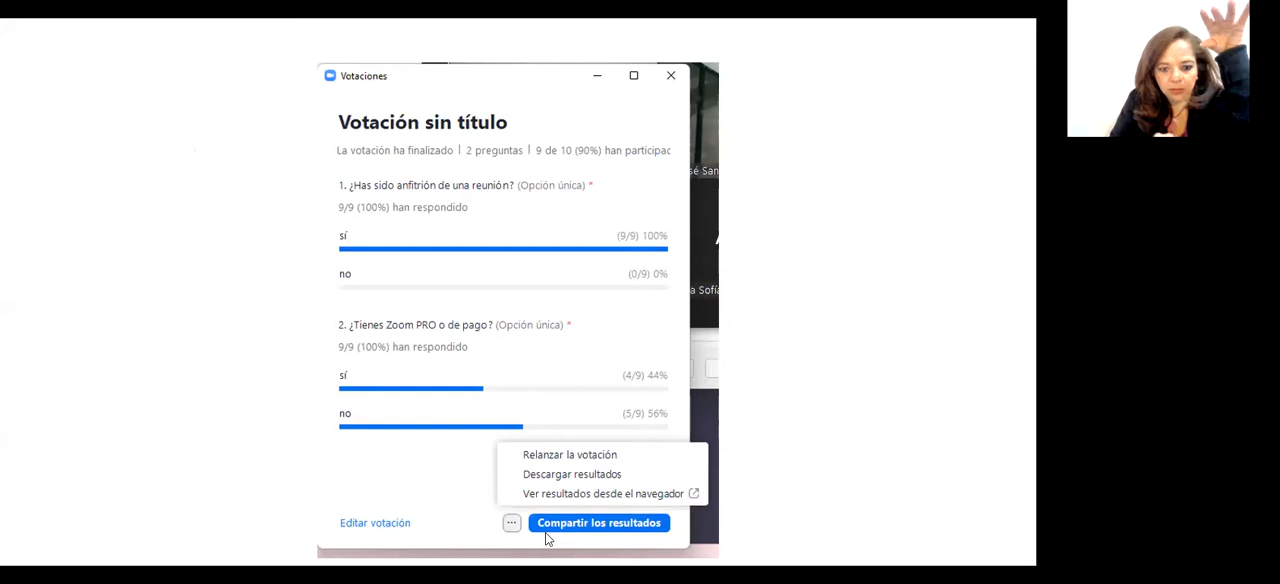 Votaciones
Votación sin título
La votación ha finalizado | 2 preguntas | 9 de 10 (90%) han participac
1. ¿Has sido anfitrión de una reunión? (Opción única) *
9/9 (100%) han respondido
sí (9/9) 100%
no (0/9) 0%
2. ¿Tienes Zoom PRO o de pago? (Opción única) *
9/9 (100%) han respondido
sí (4/9) 44%
no (5/9) 56%
Relanzar la votación
Descargar resultados
Ver resultados desde el navegador
Editar votación ... Compartir los resultados
sé San
a Sofía